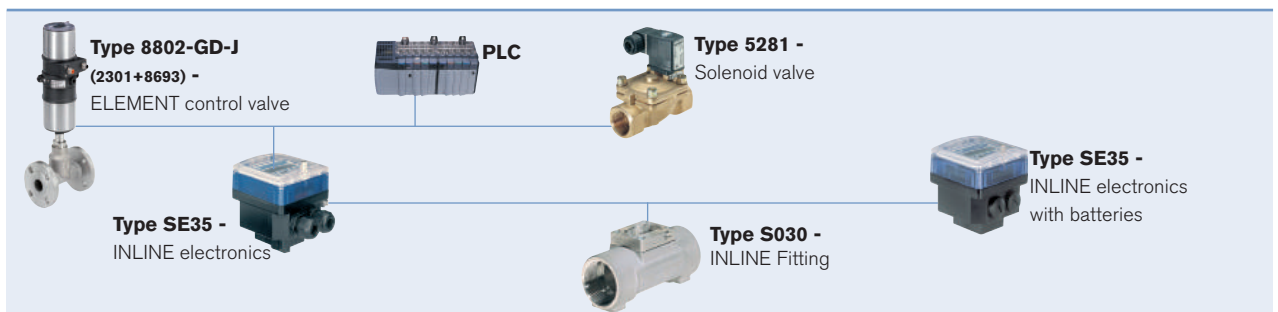 Type 8802-GD-J
(2301+8693) -
ELEMENT control valve
PLC
Type 5281 -
Solenoid valve
Type SE35 -
INLINE electronics
Type S030 -
INLINE Fitting
Type SE35 -
INLINE electronics
with batteries